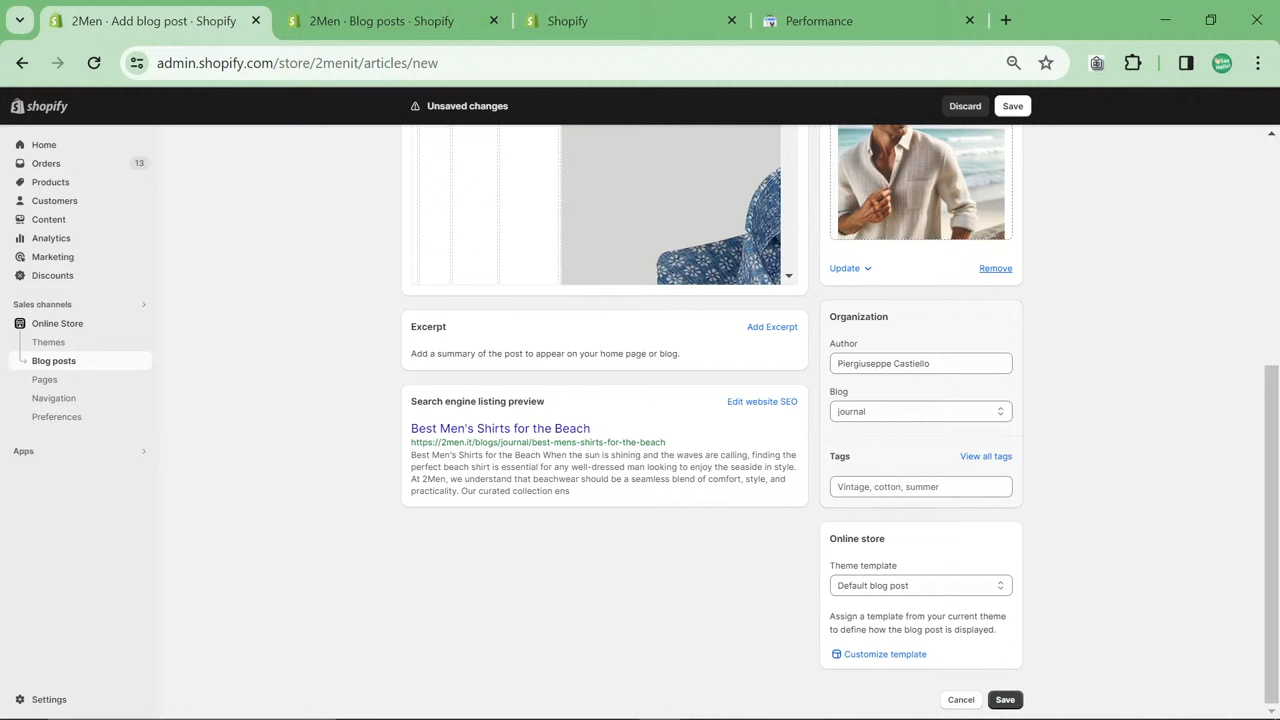 2Men - Add blog post · Shopify
2Men · Blog posts · Shopify
Shopify
Performance
admin.shopify.com/store/2menit/articles/new
shopify
Unsaved changes
Discard
Save
Home
Orders
13
Products
Customers
Content
Analytics
Marketing
Discounts
Sales channels
Online Store
Themes
Blog posts
Pages
Navigation
Preferences
Apps
Settings
Excerpt
Add Excerpt
Add a summary of the post to appear on your home page or blog.
Search engine listing preview
Edit website SEO
Best Men's Shirts for the Beach
https://2men.it/blogs/journal/best-mens-shirts-for-the-beach
Best Men's Shirts for the Beach When the sun is shining and the waves are calling, finding the
perfect beach shirt is essential for any well-dressed man looking to enjoy the seaside in style.
At 2Men, we understand that beachwear should be a seamless blend of comfort, style, and
practicality. Our curated collection ens
Update
Remove
Organization
Author
Piergiuseppe Castiello
Blog
journal
Tags
View all tags
Vintage, cotton, summer
Online store
Theme template
Default blog post
Assign a template from your current theme
to define how the blog post is displayed.
Customize template
Cancel
Save